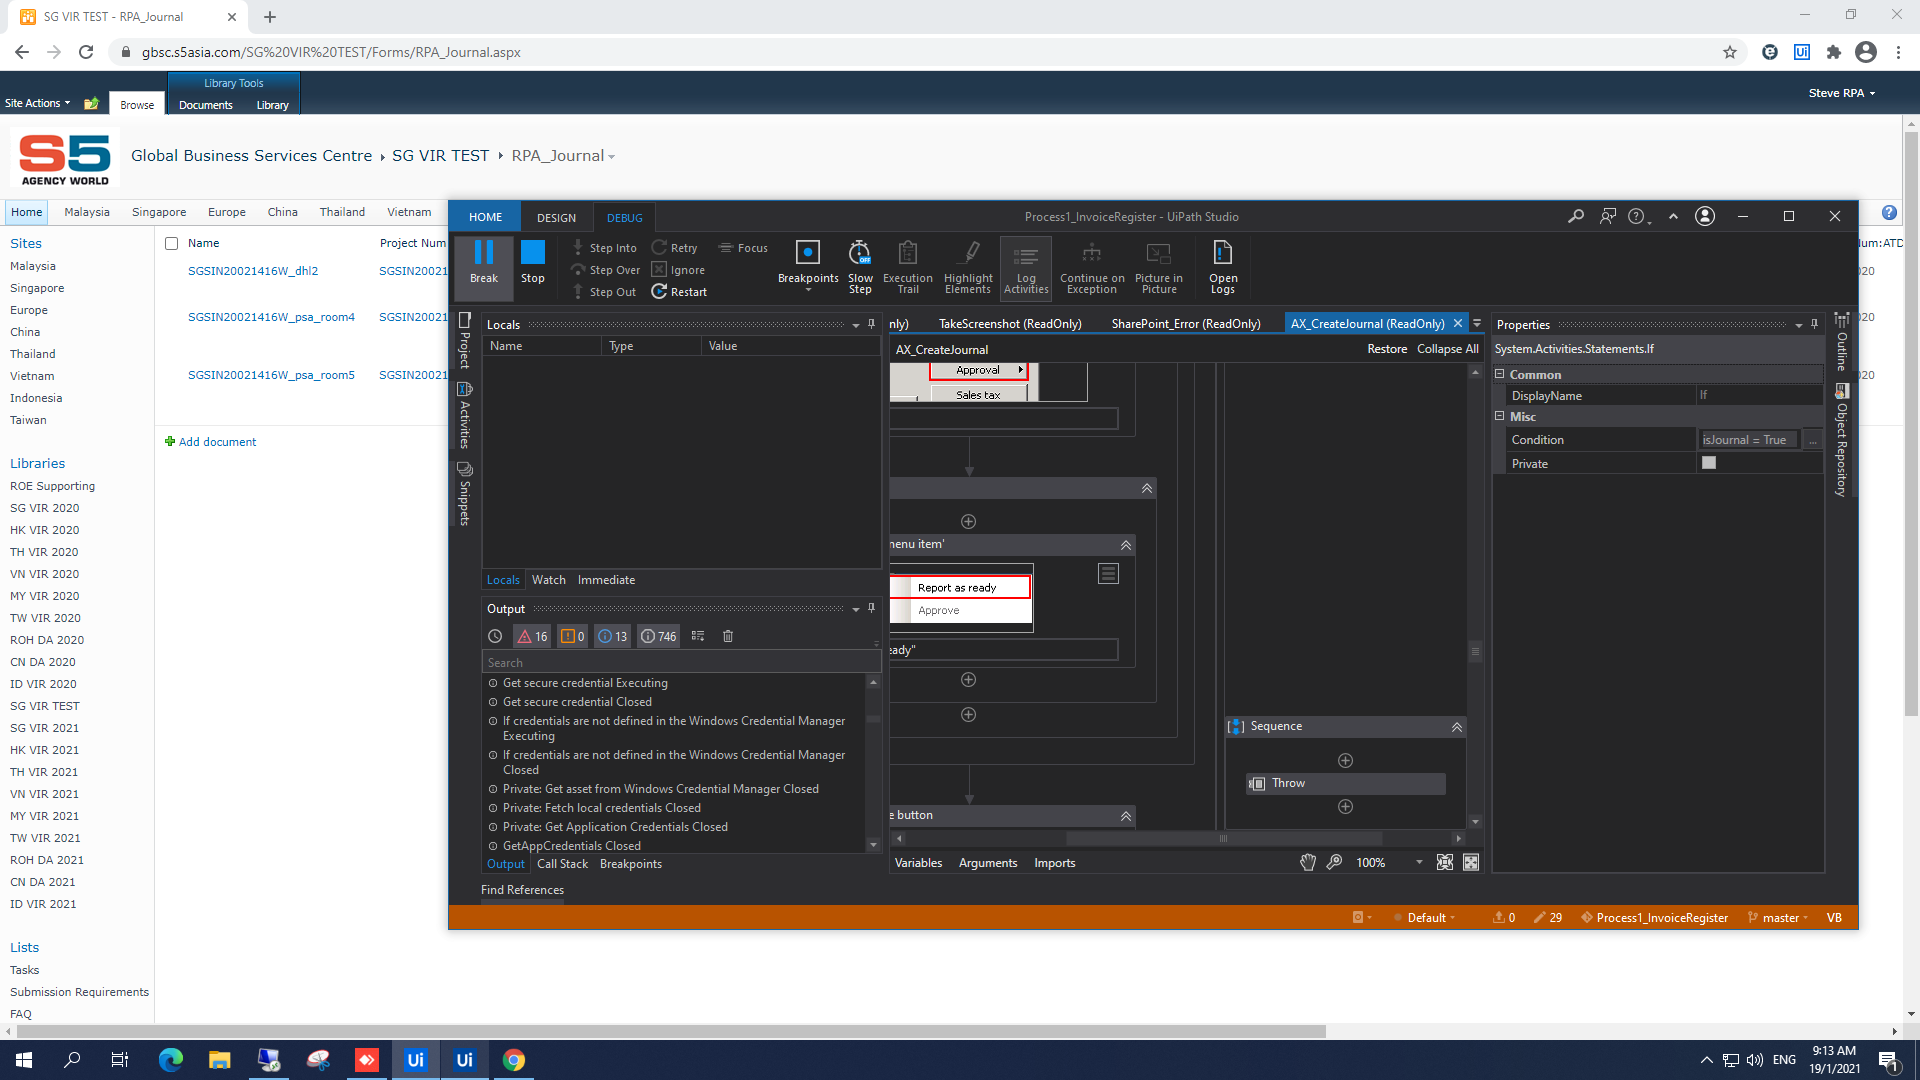 SG VIR TEST - RPA_Journal
gbsc.s5asia.com/SG%20VIR%20TEST/Forms/RPA_Journal.aspx
Library Tools
Site Actions
Browse
Documents
Library
Steve RPA
S5
AGENCY WORLD
Global Business Services Centre
SG VIR TEST
RPA_Journal
Home
Malaysia
Singapore
Europe
China
Thailand
Vietnam
Sites
Malaysia
Singapore
Europe
China
Thailand
Vietnam
Indonesia
Taiwan
Libraries
ROE Supporting
SG VIR 2020
HK VIR 2020
TH VIR 2020
VN VIR 2020
MY VIR 2020
TW VIR 2020
ROH DA 2020
CN DA 2020
ID VIR 2020
SG VIR TEST
SG VIR 2021
HK VIR 2021
TH VIR 2021
VN VIR 2021
MY VIR 2021
TW VIR 2021
ROH DA 2021
CN DA 2021
ID VIR 2021
Lists
Tasks
Submission Requirements
FAQ
Name
Project Num
SGSIN20021416W_dhl2
SGSIN20021
SGSIN20021416W_psa_room4
SGSIN20021
SGSIN20021416W_psa_room5
SGSIN20021
Add document
lum:ATD
020
020
020
HOME
DESIGN
DEBUG
Process1_InvoiceRegister - UiPath Studio
Break
Stop
Step Into
Step Over
Step Out
Retry
Ignore
Restart
Focus
Breakpoints
Slow
Step
Execution
Trail
Highlight
Elements
Log
Activities
Continue on
Exception
Picture in
Picture
Open
Logs
Project
Activities
Snippets
Locals
Name
Type
Value
Locals
Watch
Immediate
Output
16
0
13
746
Search
Get secure credential Executing
Get secure credential Closed
If credentials are not defined in the Windows Credential Manager
Executing
If credentials are not defined in the Windows Credential Manager
Closed
Private: Get asset from Windows Credential Manager Closed
Private: Fetch local credentials Closed
Private: Get Application Credentials Closed
GetAppCredentials Closed
Output
Call Stack
Breakpoints
Find References
nly)
TakeScreenshot (ReadOnly)
SharePoint_Error (ReadOnly)
AX_CreateJournal (ReadOnly)
AX_CreateJournal
Restore
Collapse All
Approval
Sales tax
nenu item'
Report as ready
Approve
eady"
e button
Sequence
Throw
Variables
Arguments
Imports
100%
Properties
System.Activities.Statements.If
Common
DisplayName
If
Misc
Condition
isJournal = True
...
Private
Outline
Object Repository
Default
0
29
Process1_InvoiceRegister
master
VB
Ui
Ui
ENG
9:13 AM
19/1/2021
1